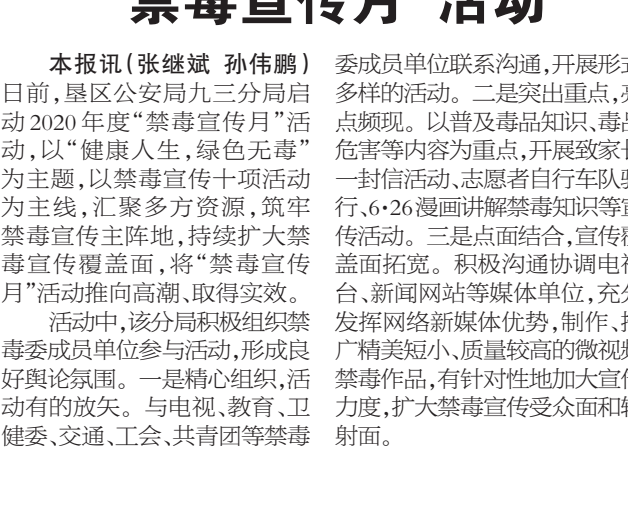 禁毒宣传月”活动
本报讯(张继斌 孙伟鹏)
日前,垦区公安局九三分局启
动2020年度“禁毒宣传月”活
动,以“健康人生,绿色无毒”
为主题,以禁毒宣传十项活动
为主线,汇聚多方资源,筑牢
禁毒宣传主阵地,持续扩大禁
毒宣传覆盖面,将“禁毒宣传
月”活动推向高潮、取得实效。
活动中,该分局积极组织禁
毒委成员单位参与活动,形成良
好舆论氛围。一是精心组织,活
动有的放矢。与电视、教育、卫
健委、交通、工会、共青团等禁毒
委成员单位联系沟通,开展形式
多样的活动。二是突出重点,亮
点频现。以普及毒品知识、毒品
危害等内容为重点,开展致家长
一封信活动、志愿者自行车队骑
行、6·26漫画讲解禁毒知识等宣
传活动。三是点面结合,宣传覆
盖面拓宽。积极沟通协调电视
台、新闻网站等媒体单位,充分
发挥网络新媒体优势,制作、推
广精美短小、质量较高的微视频
禁毒作品,有针对性地加大宣传
力度,扩大禁毒宣传受众面和辐
射面。